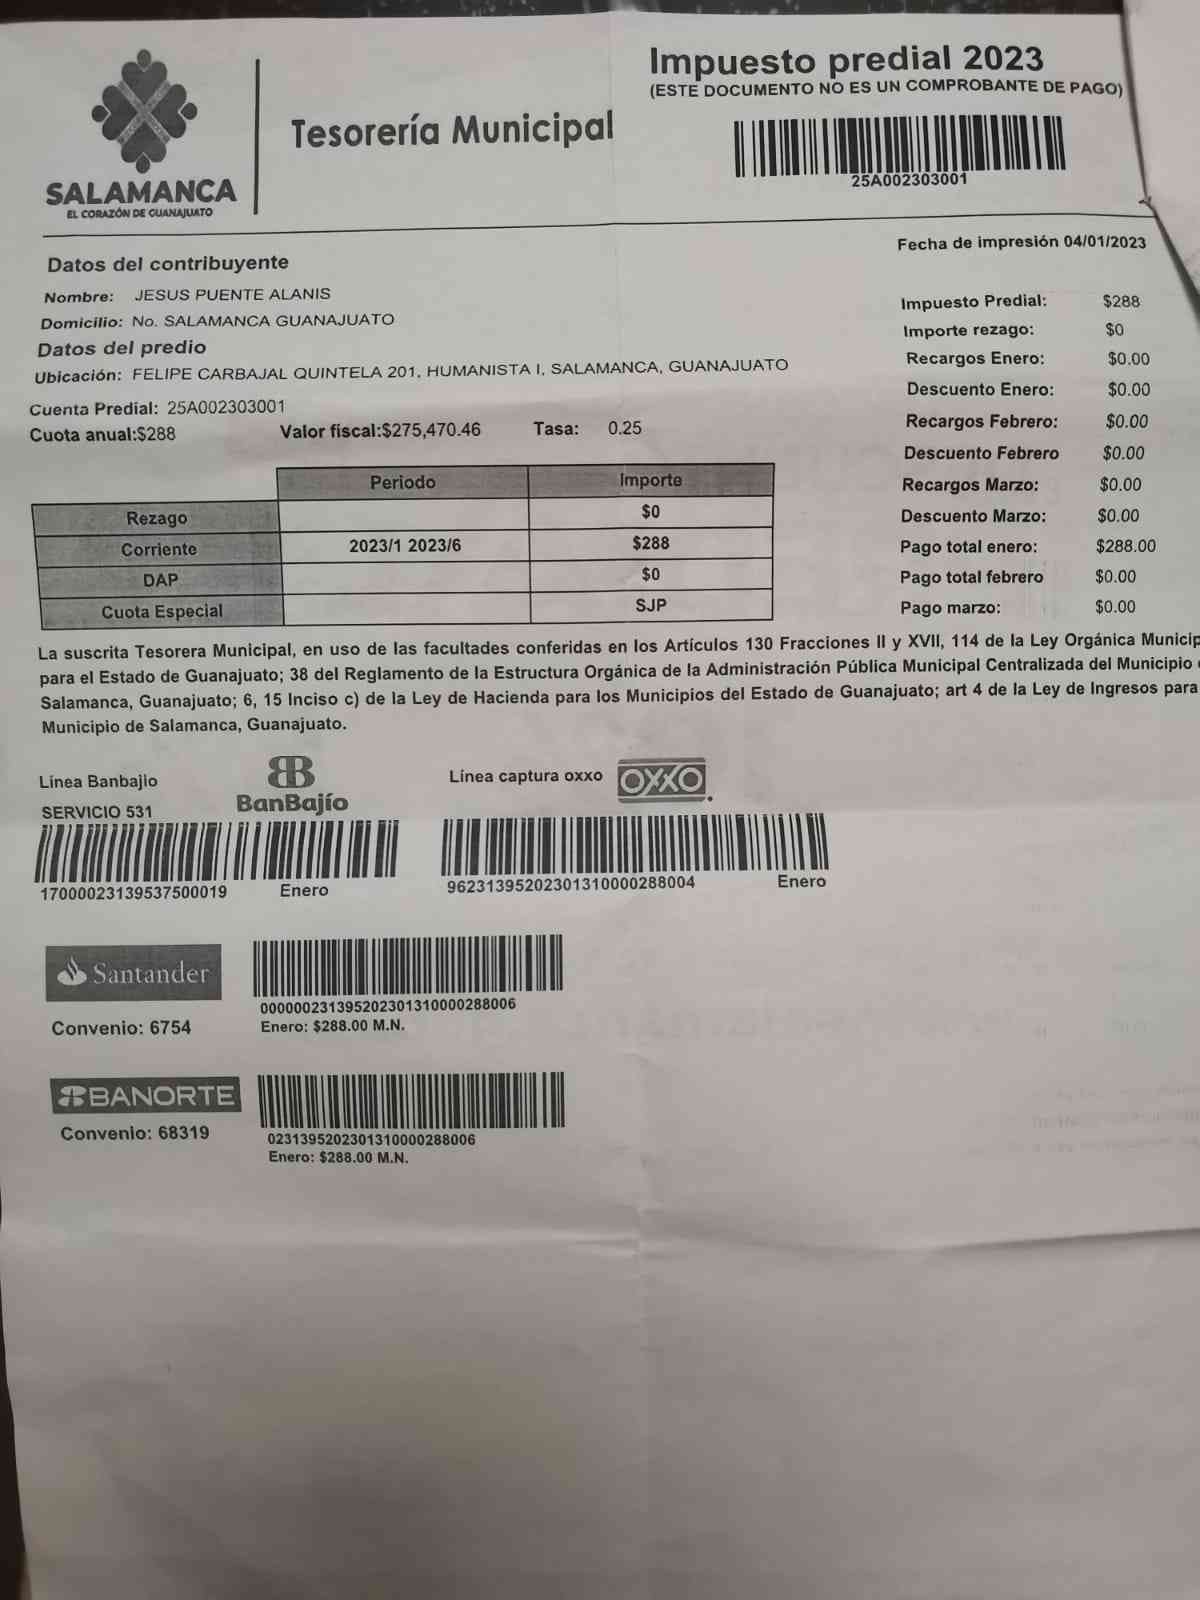 Impuesto predial 2023
(ESTE DOCUMENTO NO ES UN COMPROBANTE DE PAGO)
Tesorería Municipal
25A002303001
SALAMANCA
EL CORAZÓN DE GUANAJUATO
Fecha de impresión 04/01/2023
Datos del contribuyente
Nombre: JESUS PUENTE ALANIS
Domicilio: No. SALAMANCA GUANAJUATO
Datos del predio
Ubicación: FELIPE CARBAJAL QUINTELA 201, HUMANISTA I, SALAMANCA, GUANAJUATO
Cuenta Predial: 25A002303001
Cuota anual:$288 Valor fiscal:$275,470.46 Tasa: 0.25
Impuesto Predial: $288
Importe rezago: $0
Recargos Enero: $0.00
Descuento Enero: $0.00
Recargos Febrero: $0.00
Descuento Febrero $0.00
Recargos Marzo: $0.00
Descuento Marzo: $0.00
Pago total enero: $288.00
Pago total febrero $0.00
Pago marzo: $0.00
Periodo Importe
Rezago $0
Corriente 2023/1 2023/6 $288
DAP $0
Cuota Especial SJP
La suscrita Tesorera Municipal, en uso de las facultades conferidas en los Artículos 130 Fracciones II y XVII, 114 de la Ley Orgánica Municip
para el Estado de Guanajuato; 38 del Reglamento de la Estructura Orgánica de la Administración Pública Municipal Centralizada del Municipio
Salamanca, Guanajuato; 6, 15 Inciso c) de la Ley de Hacienda para los Municipios del Estado de Guanajuato; art 4 de la Ley de Ingresos para
Municipio de Salamanca, Guanajuato.
Línea Banbajio
SERVICIO 531
BanBajío
Línea captura oxxo OXXO
17000023139537500019 Enero
96231395202301310000288004 Enero
Santander
Convenio: 6754
000000231395202301310000288006
Enero: $288.00 M.N.
BANORTE
Convenio: 68319
0231395202301310000288006
Enero: $288.00 M.N.